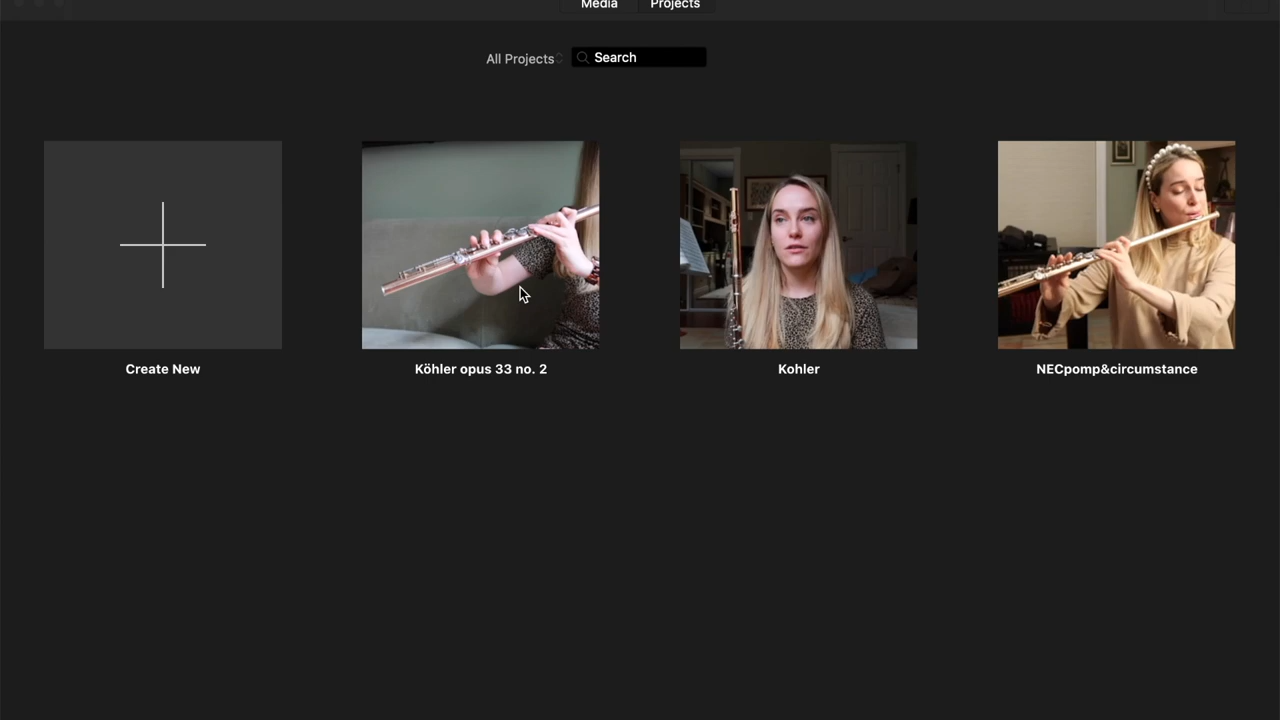 Media Projects
All Projects Search
Create New
Köhler opus 33 no. 2
Kohler
NECpomp&circumstance